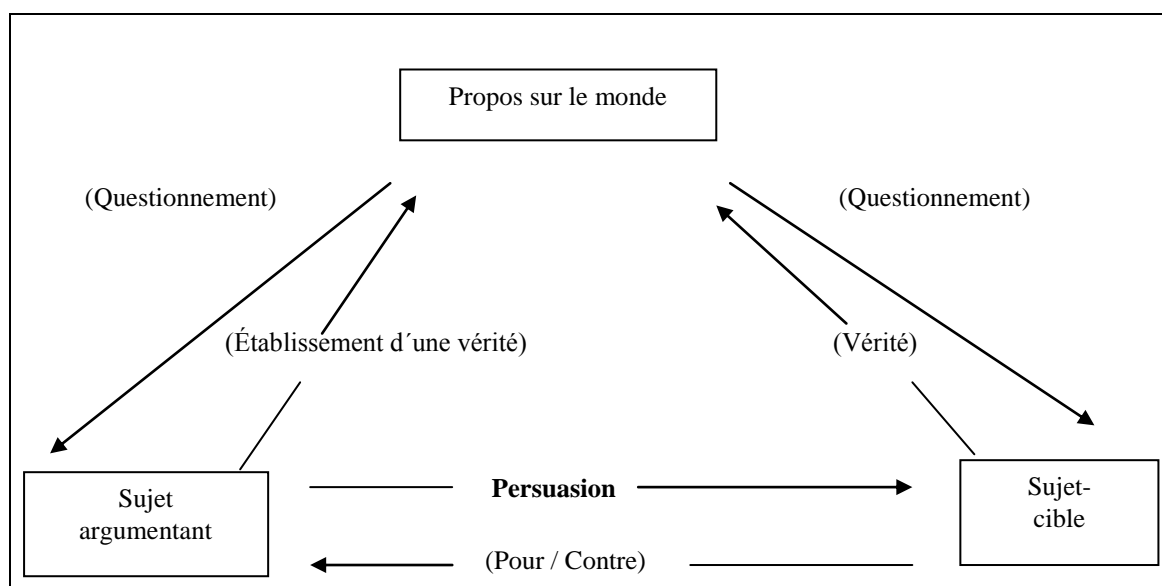 Propos sur le monde
(Questionnement)
(Questionnement)
(Établissement d´une vérité)
(Vérité)
Sujet
argumentant
Persuasion
Sujet-
cible
(Pour / Contre)